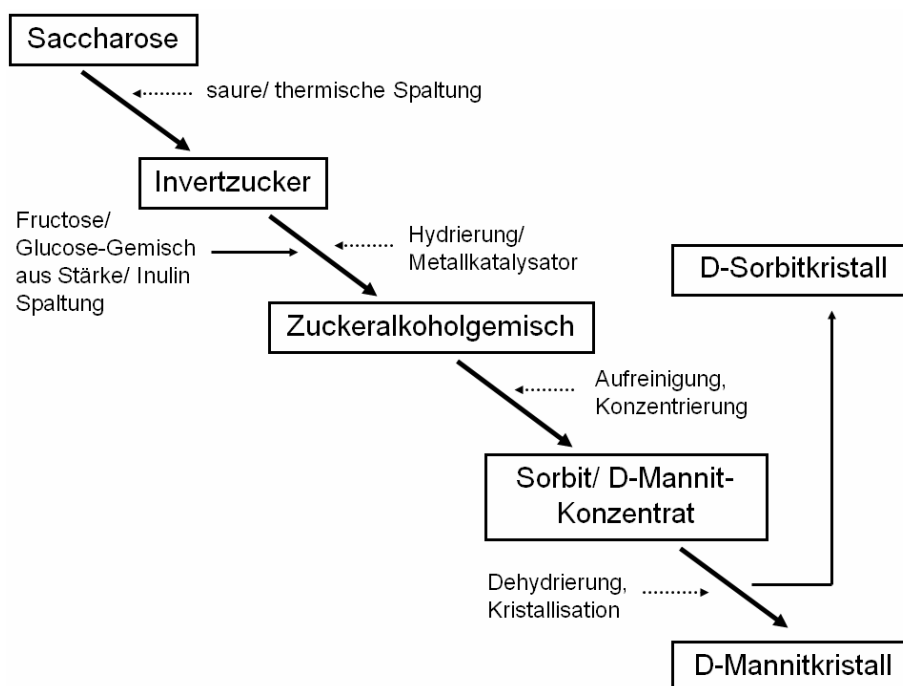 Saccharose
saure/ thermische Spaltung
Invertzucker
Fructose/
Glucose-Gemisch
aus Stärke/ Inulin
Spaltung
Hydrierung/
Metallkatalysator
D-Sorbitkristall
Zuckeralkoholgemisch
Aufreinigung,
Konzentrierung
Sorbit/ D-Mannit-
Konzentrat
Dehydrierung,
Kristallisation
D-Mannitkristall